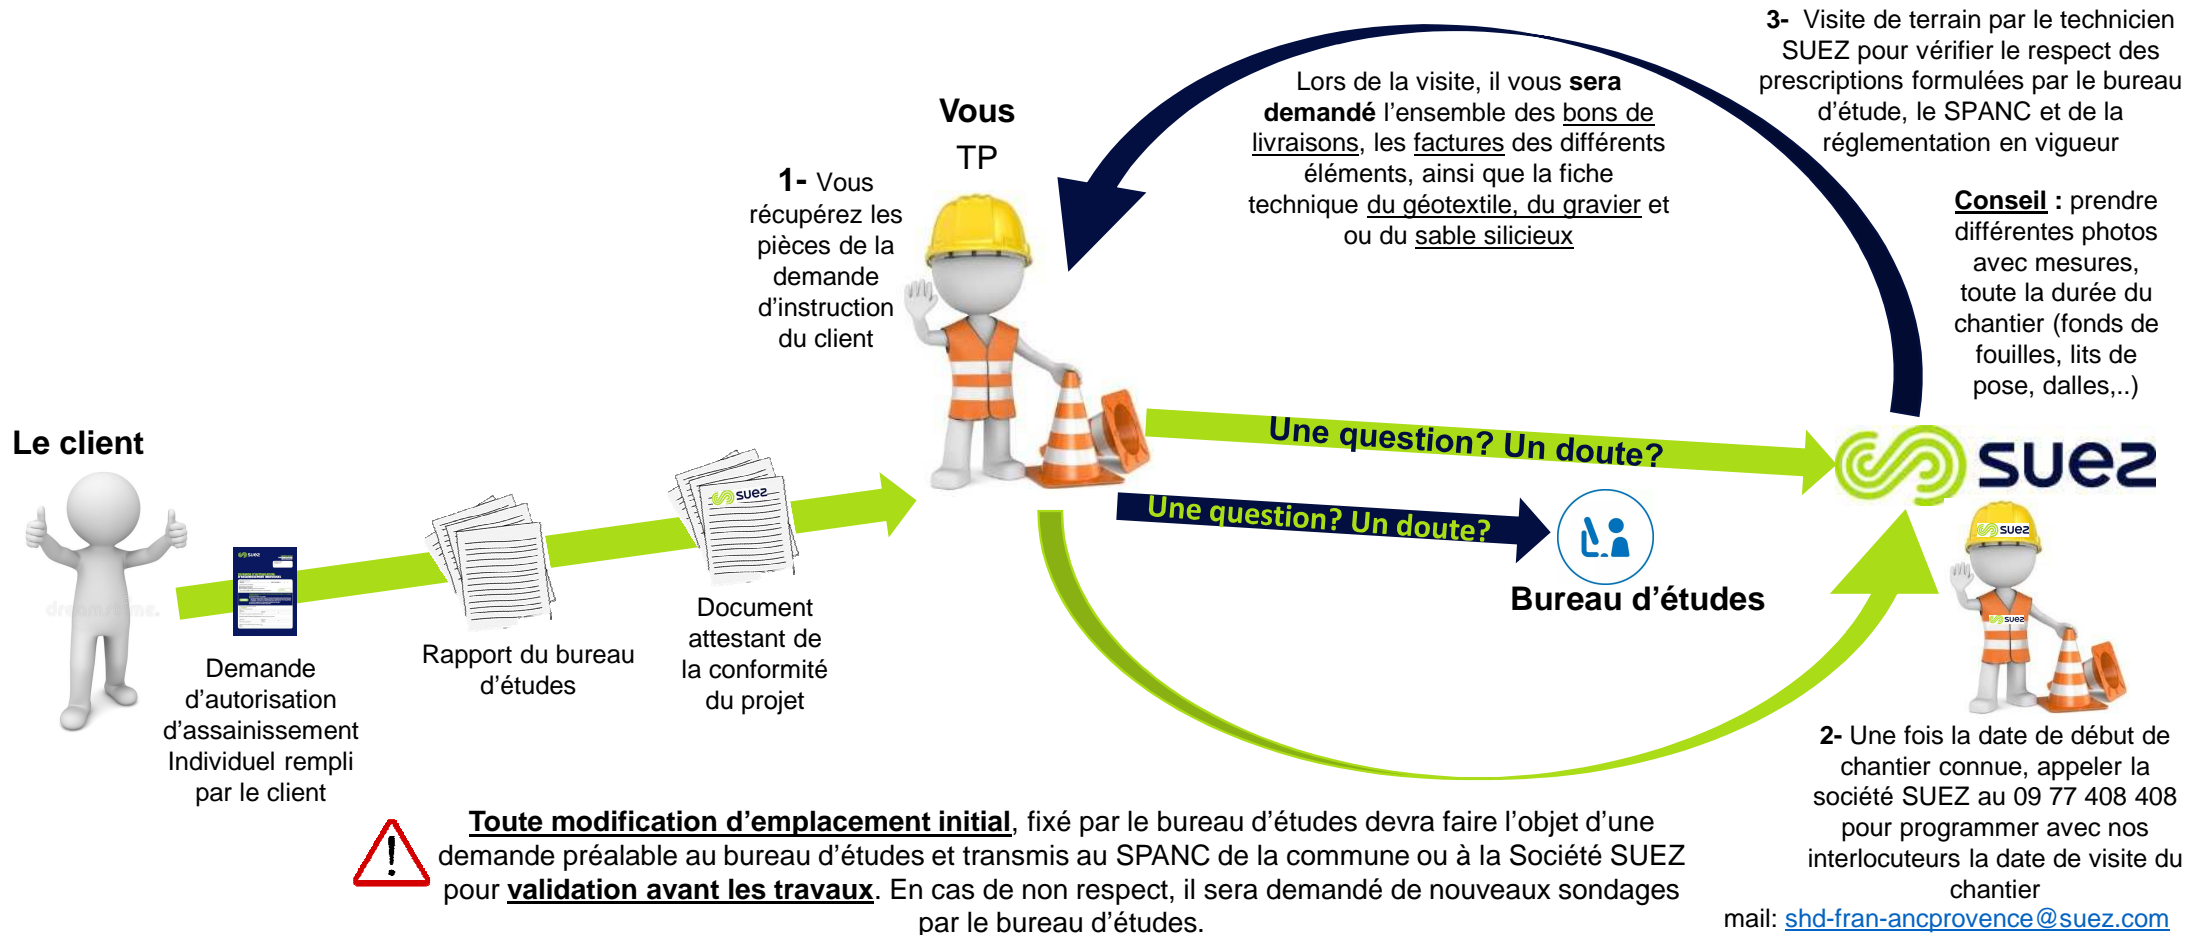 Le client
Demande
d'autorisation
d'assainissement
Individuel rempli
par le client
Rapport du bureau
d'études
suez
Document
attestant de
la conformité
du projet
1- Vous
récupérez les
pièces de la
demande
d'instruction
du client
Vous
TP
Lors de la visite, il vous sera
demandé l'ensemble des bons de
livraisons, les factures des différents
éléments, ainsi que la fiche
technique du géotextile, du gravier et
ou du sable silicieux
3- Visite de terrain par le technicien
SUEZ pour vérifier le respect des
prescriptions formulées par le bureau
d'étude, le SPANC et de la
réglementation en vigueur
Conseil : prendre
différentes photos
avec mesures,
toute la durée du
chantier (fonds de
fouilles, lits de
pose, dalles,..)
Une question? Un doute?
Une question? Un doute?
Bureau d'études
suez
suez
suez
2- Une fois la date de début de
chantier connue, appeler la
société SUEZ au 09 77 408 408
pour programmer avec nos
interlocuteurs la date de visite du
chantier
mail: shd-fran-ancprovence@suez.com
Toute modification d'emplacement initial, fixé par le bureau d'études devra faire l'objet d'une
demande préalable au bureau d'études et transmis au SPANC de la commune ou à la Société SUEZ
pour validation avant les travaux. En cas de non respect, il sera demandé de nouveaux sondages
par le bureau d'études.